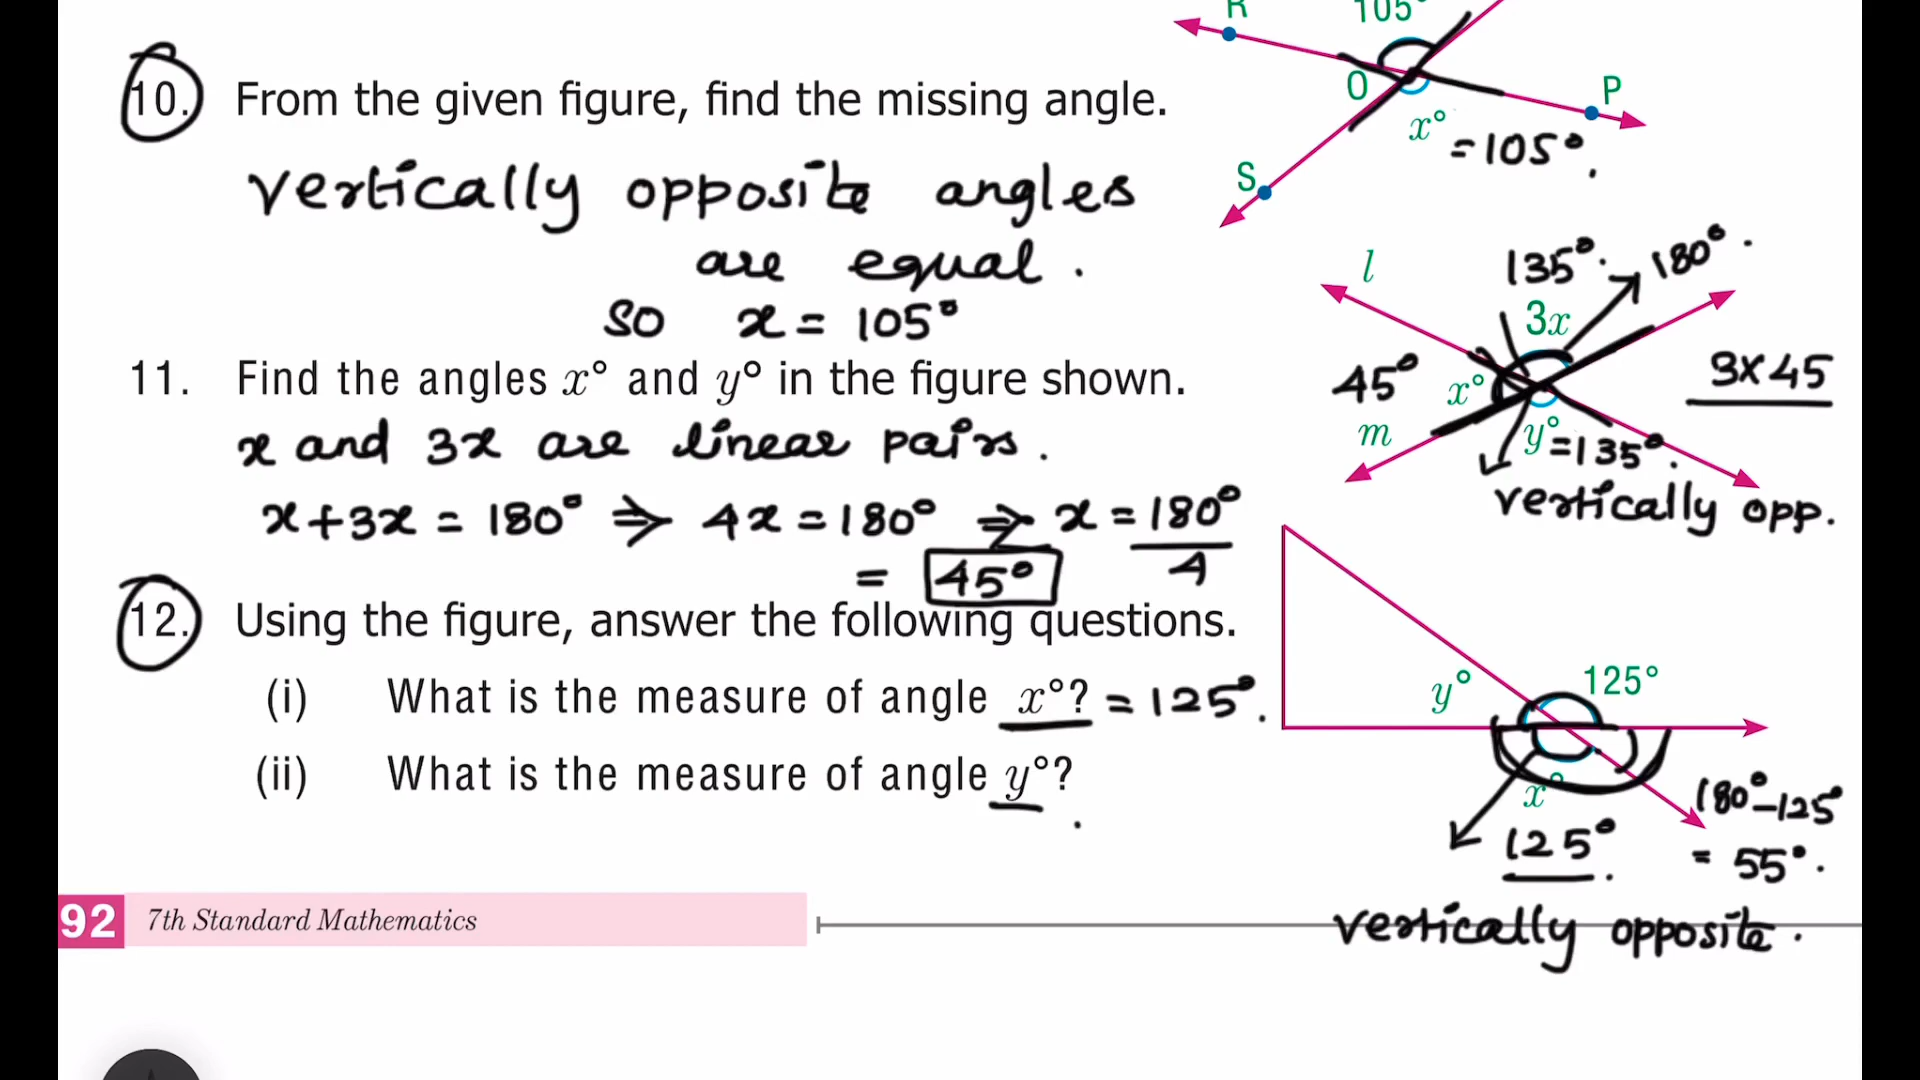 R
105°
10. From the given figure, find the missing angle.
O
P
x° = 105°.
S
vertically opposite angles
are equal.
so x = 105°
l
135°. 180°.
3x
11. Find the angles x° and y° in the figure shown.
45° x°
3x45
m
y° = 135°.
vertically opp.
x and 3x are linear pairs.
x+3x = 180° ⇒ 4x = 180° ⇒ x = 180°
4
= 45°
12. Using the figure, answer the following questions.
(i) What is the measure of angle x°? = 125°.
y° 125°
(ii) What is the measure of angle y°?
x°
180°-125°
125°.
= 55°.
vertically opposite.
92 7th Standard Mathematics